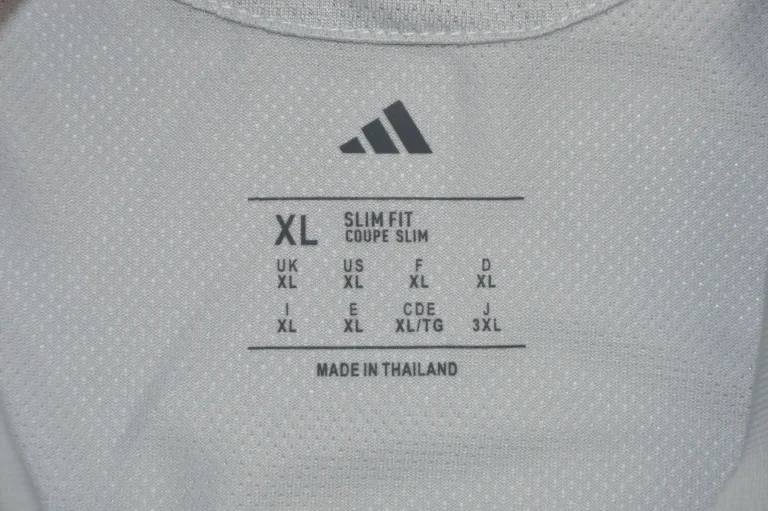 XL SLIM FIT
COUPE SLIM
UK US F D
XL XL XL XL
I E CDE J
XL XL XL/TG 3XL
MADE IN THAILAND